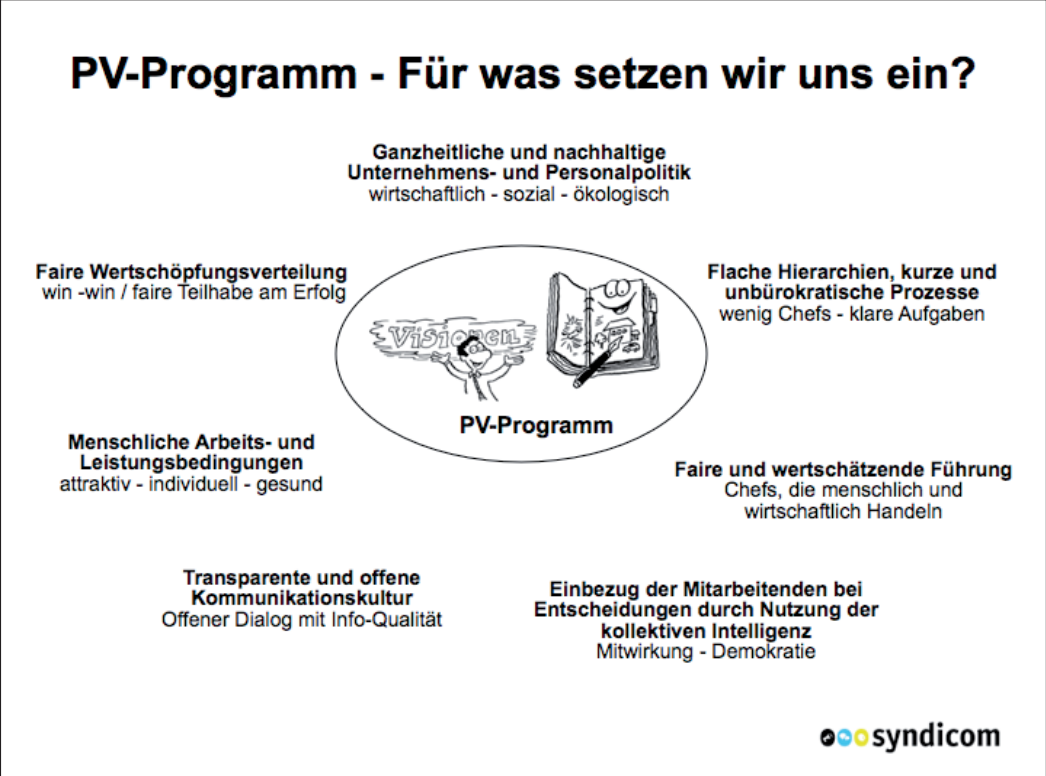 PV-Programm - Für was setzen wir uns ein?
Ganzheitliche und nachhaltige
Unternehmens- und Personalpolitik
wirtschaftlich - sozial - ökologisch
Faire Wertschöpfungsverteilung
win -win / faire Teilhabe am Erfolg
Flache Hierarchien, kurze und
unbürokratische Prozesse
wenig Chefs - klare Aufgaben
Visionen
PV-Programm
Menschliche Arbeits- und
Leistungsbedingungen
attraktiv - individuell - gesund
Faire und wertschätzende Führung
Chefs, die menschlich und
wirtschaftlich Handeln
Transparente und offene
Kommunikationskultur
Offener Dialog mit Info-Qualität
Einbezug der Mitarbeitenden bei
Entscheidungen durch Nutzung der
kollektiven Intelligenz
Mitwirkung - Demokratie
syndicom